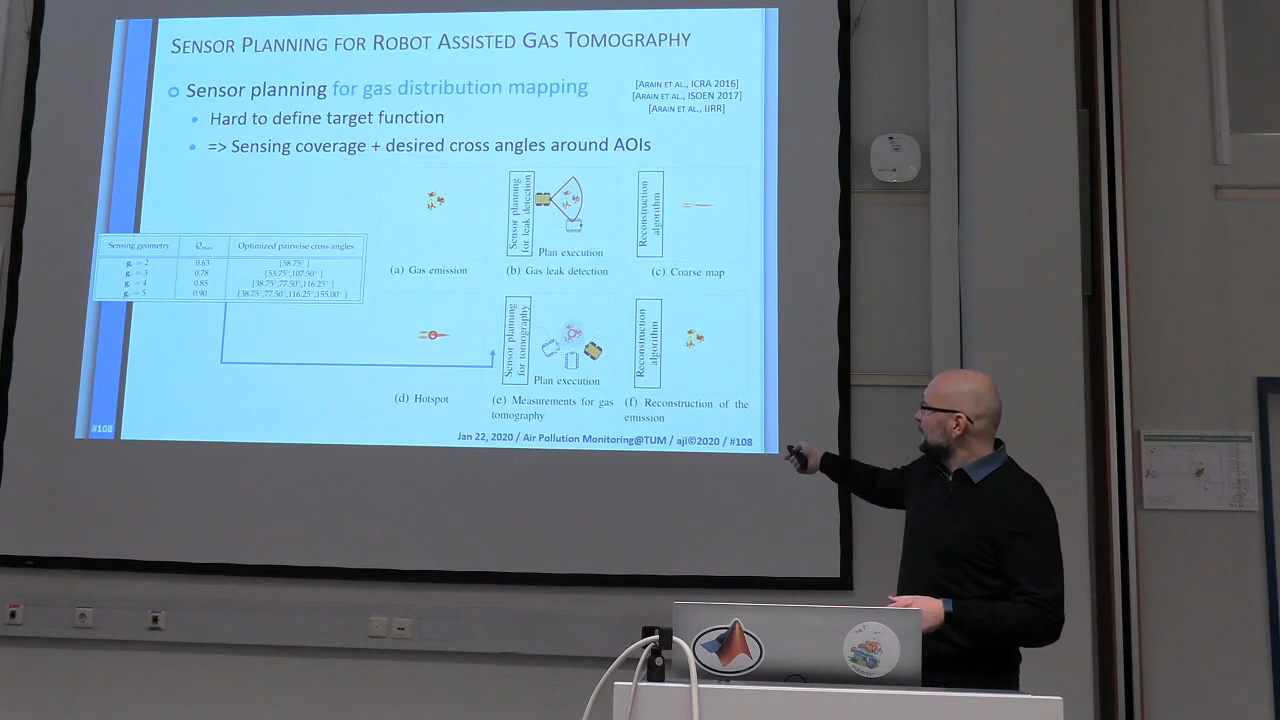 SENSOR PLANNING FOR ROBOT ASSISTED GAS TOMOGRAPHY
Sensor planning for gas distribution mapping
[ARAIN ET AL., ICRA 2016]
[ARAIN ET AL., ISOEN 2017]
[ARAIN ET AL., IJRR]
Hard to define target function
=> Sensing coverage + desired cross angles around AOIs
Sensor planning
for leak detection
Plan execution
Reconstruction
algorithm
(a) Gas emission
(b) Gas leak detection
(c) Coarse map
Sensing geometry Qmax Optimized pairwise cross angles
= 2 0.63 {58.75°}
= 3 0.78 {53.75°,107.50°}
= 4 0.85 {38.75°,77.50°,116.25°}
= 5 0.90 {38.75°,77.50°,116.25°,155.00°}
Sensor planning
for tomography
Plan execution
Reconstruction
algorithm
(d) Hotspot
(e) Measurements for gas
tomography
(f) Reconstruction of the
emission
#108
Jan 22, 2020 / Air Pollution Monitoring@TUM / ajl©2020 / #108